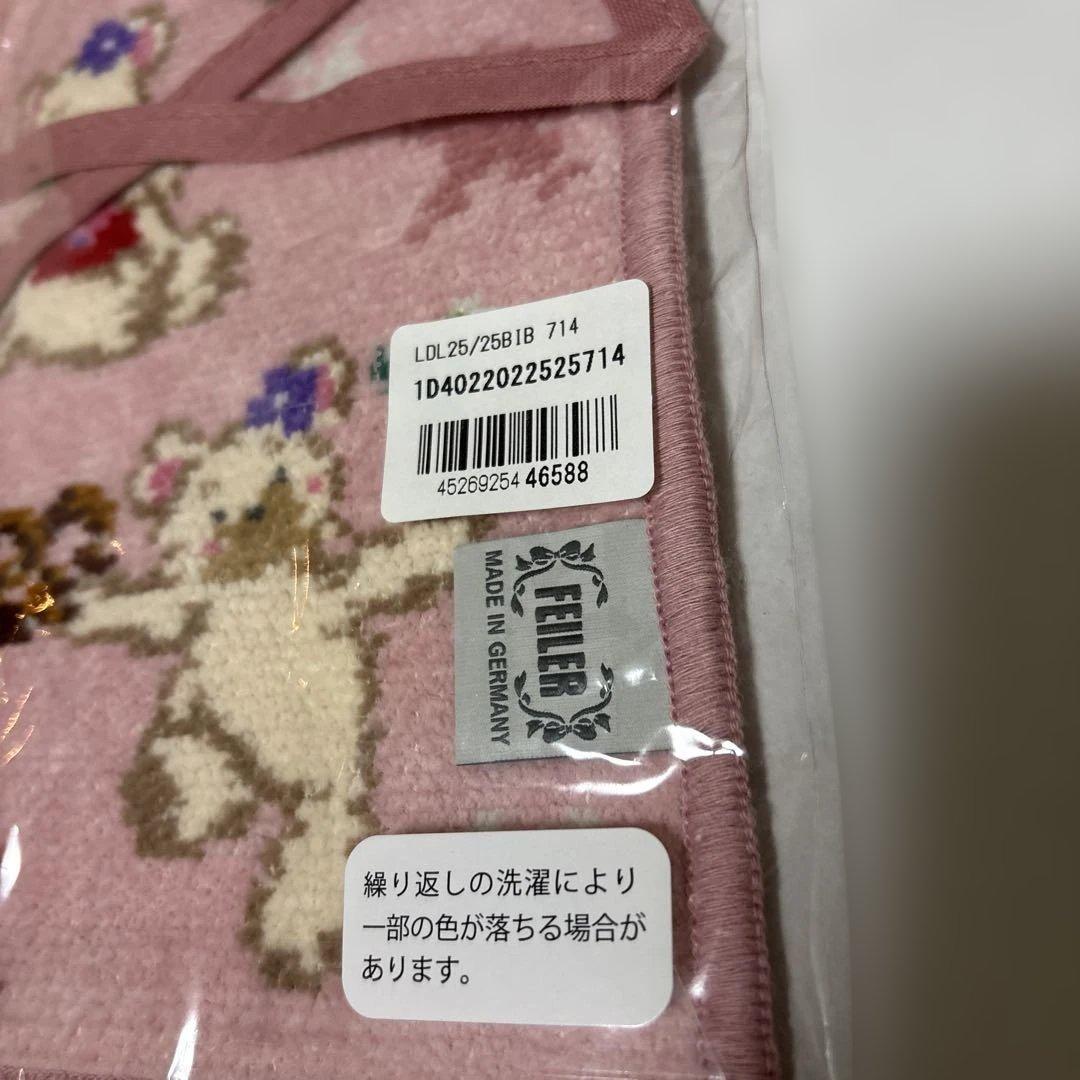 LDL25/25BIB 714
1D4022022525714
45269254 46588
FEILER
MADE IN GERMANY
繰り返しの洗濯により
一部の色が落ちる場合が
あります。